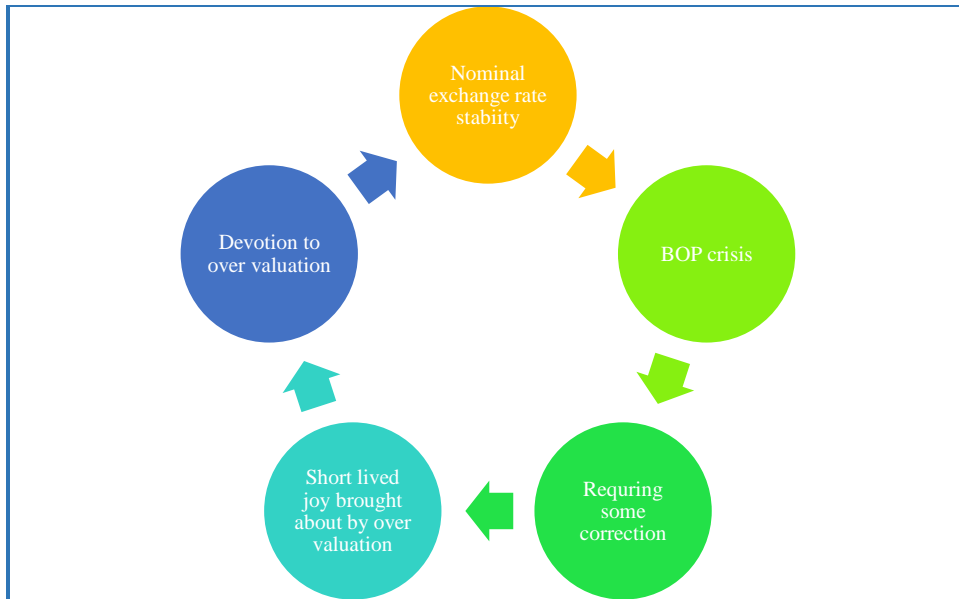 Nominal
exchange rate
stabiity
BOP crisis
Requring
some
correction
Short lived
joy brought
about by over
valuation
Devotion to
over valuation